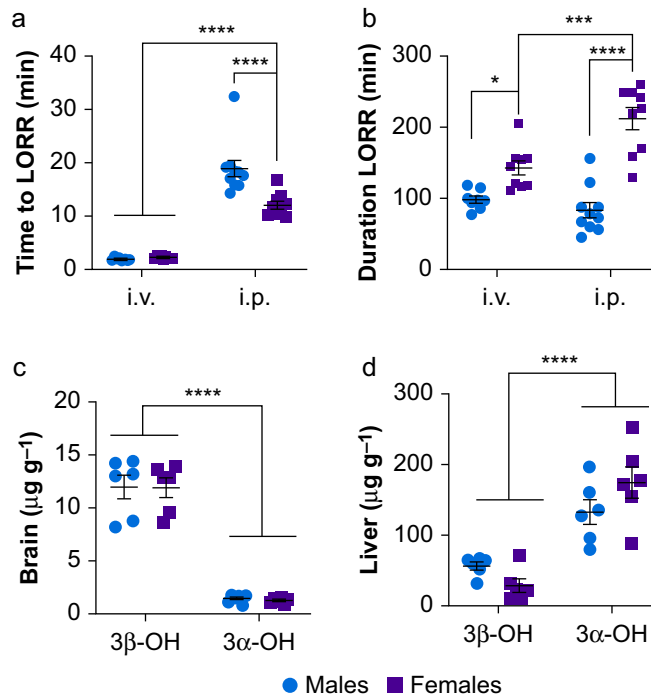 a
Time to LORR (min)
40
30
20
10
0
****
****
i.v.
i.p.
b
Duration LORR (min)
300
200
100
0
*
***
****
i.v.
i.p.
c
Brain (µg g⁻¹)
20
15
10
5
0
****
3β-OH
3α-OH
d
Liver (µg g⁻¹)
300
200
100
0
****
3β-OH
3α-OH
Males Females